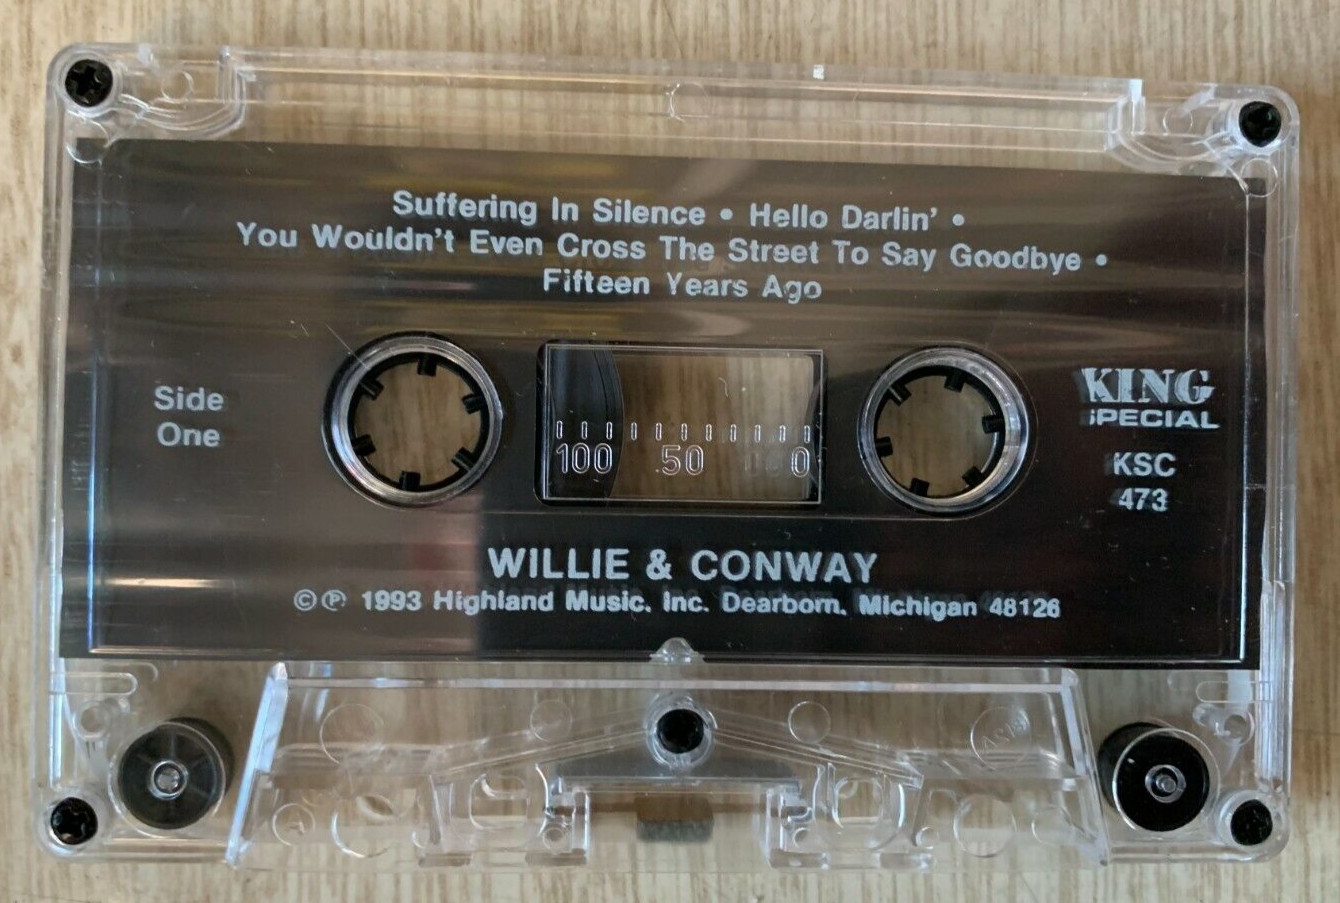 Suffering In Silence • Hello Darlin' •
You Wouldn't Even Cross The Street To Say Goodbye •
Fifteen Years Ago
Side
One
100 50 0
KING
SPECIAL
KSC
473
WILLIE & CONWAY
©℗ 1993 Highland Music, Inc. Dearborn, Michigan 48126